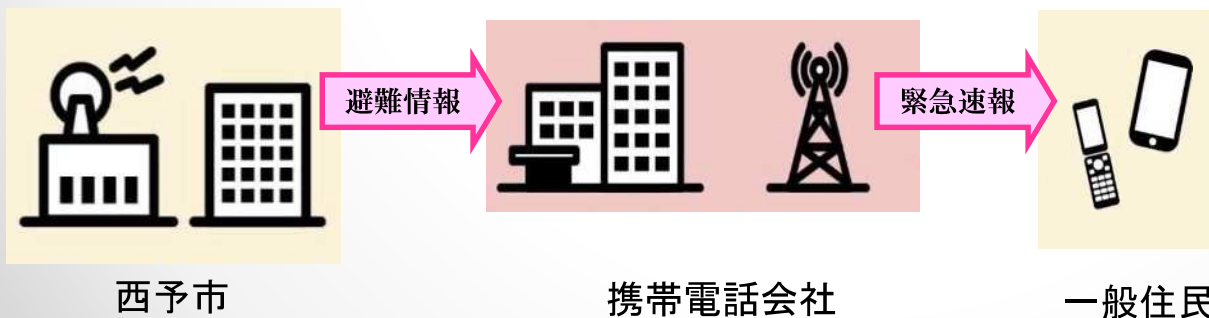 避難情報
緊急速報
西予市
携帯電話会社
一般住民